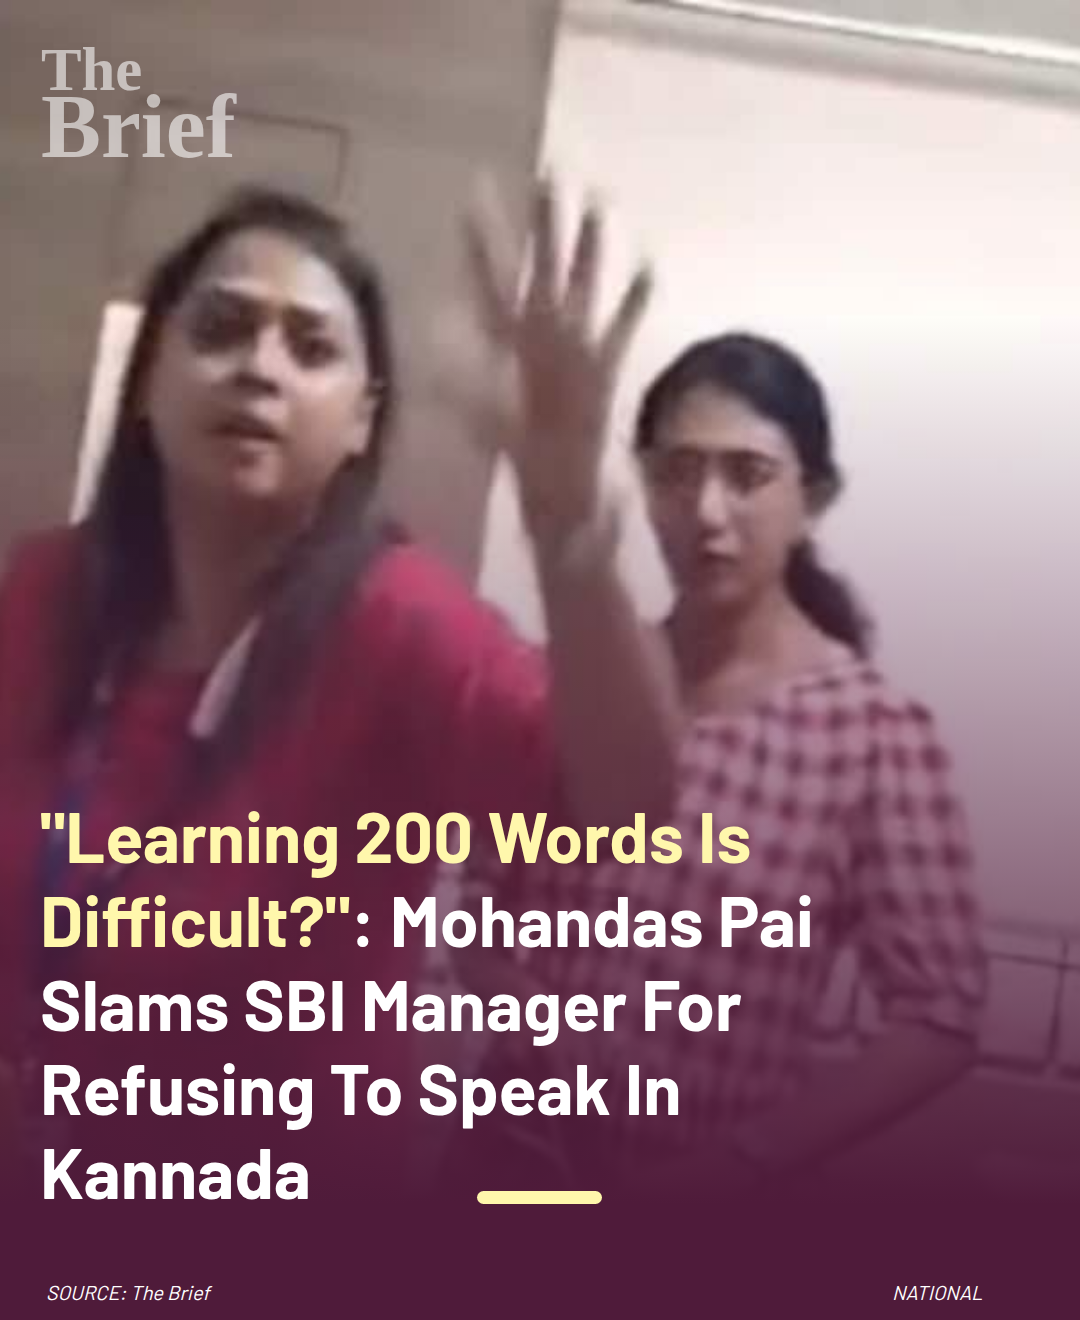 The
Brief
"Learning 200 Words Is
Difficult?": Mohandas Pai
Slams SBI Manager For
Refusing To Speak In
Kannada
SOURCE: The Brief
NATIONAL